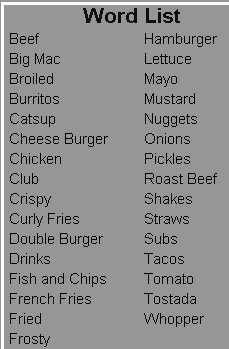 Word List
Beef
Big Mac
Broiled
Burritos
Catsup
Cheese Burger
Chicken
Club
Crispy
Curly Fries
Double Burger
Drinks
Fish and Chips
French Fries
Fried
Frosty
Hamburger
Lettuce
Mayo
Mustard
Nuggets
Onions
Pickles
Roast Beef
Shakes
Straws
Subs
Tacos
Tomato
Tostada
Whopper